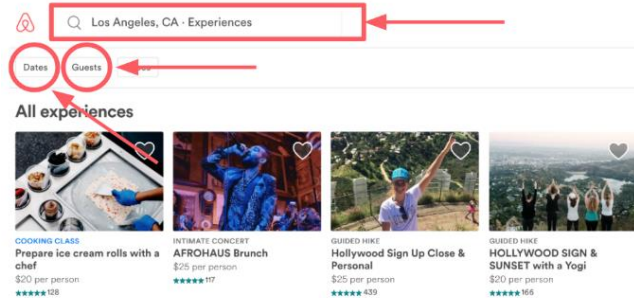 Los Angeles, CA · Experiences
Dates
Guests
All experiences
COOKING CLASS
Prepare ice cream rolls with a
chef
$20 per person
★★★★★ 128
INTIMATE CONCERT
AFROHAUS Brunch
$25 per person
★★★★★ 117
GUIDED HIKE
Hollywood Sign Up Close &
Personal
$25 per person
★★★★★ 439
GUIDED HIKE
HOLLYWOOD SIGN &
SUNSET with a Yogi
$20 per person
★★★★★ 166